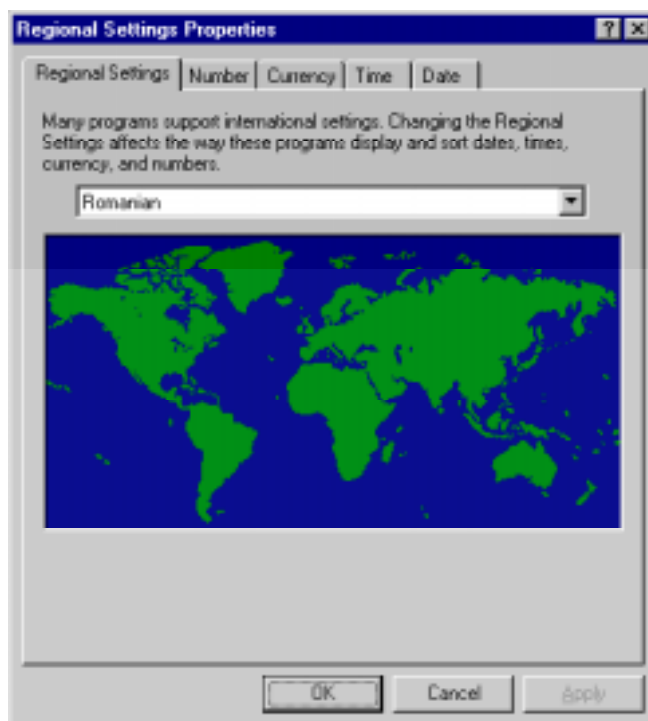 Regional Settings Properties
Regional Settings Number Currency Time Date
Many programs support international settings. Changing the Regional
Settings affects the way these programs display and sort dates, times,
currency, and numbers.
Romanian
OK Cancel Apply